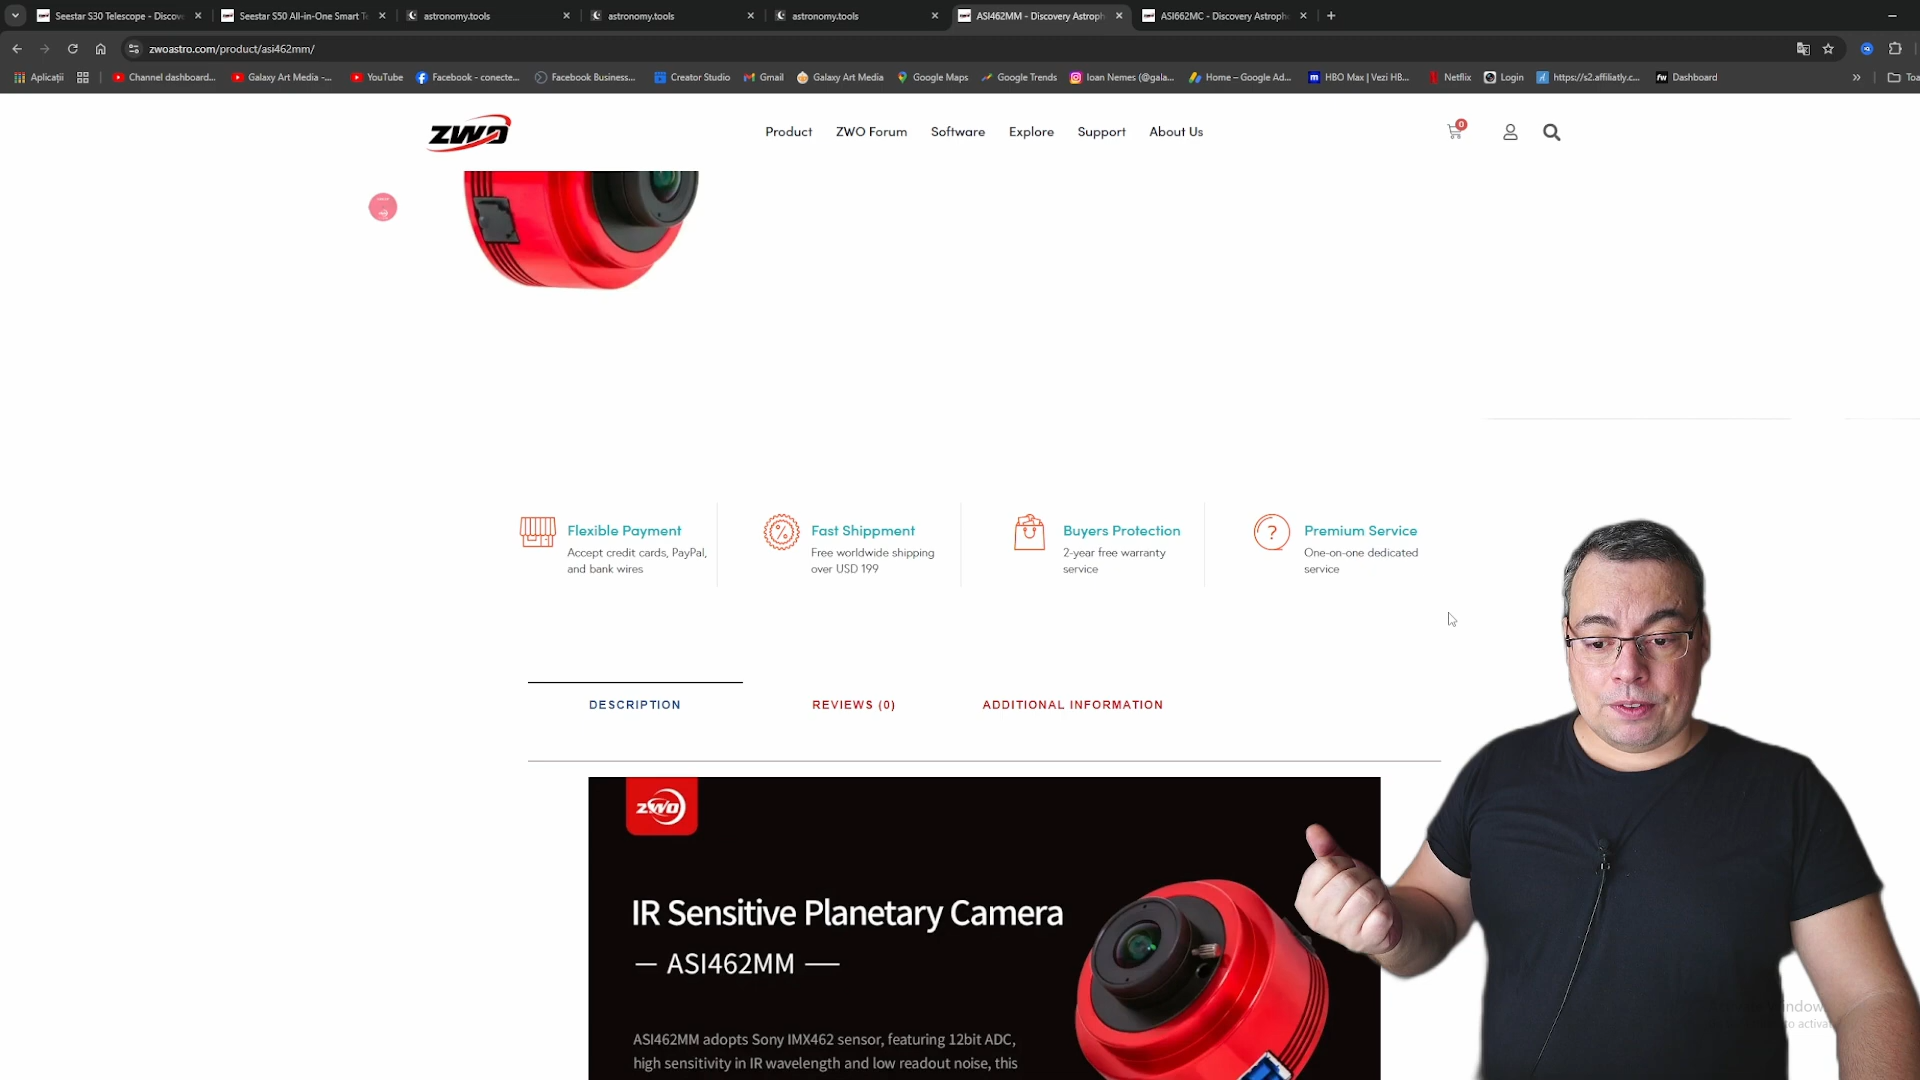 Seestar S30 Telescope - Discov
Seestar S50 All-in-One Smart T
astronomy.tools
astronomy.tools
astronomy.tools
ASI462MM - Discovery Astroph
ASI662MC - Discovery Astroph
zwoastro.com/product/asi462mm/
Aplicații
Channel dashboard...
Galaxy Art Media -...
YouTube
Facebook - conecte...
Facebook Business...
Creator Studio
Gmail
Galaxy Art Media
Google Maps
Google Trends
Ioan Nemes (@gala...
Home – Google Ad...
HBO Max | Vezi HB...
Netflix
Login
https://s2.affiliatly.c...
Dashboard
Toa
ZWO
Product
ZWO Forum
Software
Explore
Support
About Us
0
Flexible Payment
Accept credit cards, PayPal,
and bank wires
Fast Shippment
Free worldwide shipping
over USD 199
Buyers Protection
2-year free warranty
service
Premium Service
One-on-one dedicated
service
DESCRIPTION
REVIEWS (0)
ADDITIONAL INFORMATION
ZWO
IR Sensitive Planetary Camera
— ASI462MM —
ASI462MM adopts Sony IMX462 sensor, featuring 12bit ADC,
high sensitivity in IR wavelength and low readout noise, this